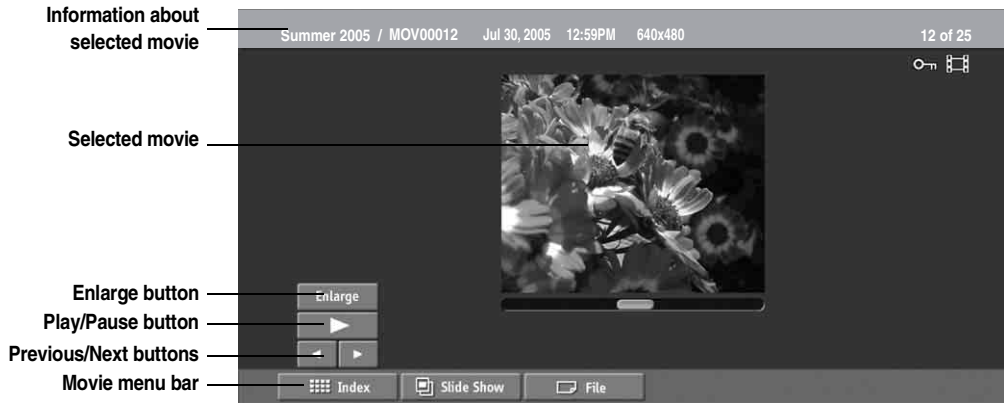 Information about
selected movie
Summer 2005 / MOV00012 Jul 30, 2005 12:59PM 640x480 12 of 25
Selected movie
Enlarge button
Enlarge
Play/Pause button
Previous/Next buttons
Movie menu bar
Index Slide Show File